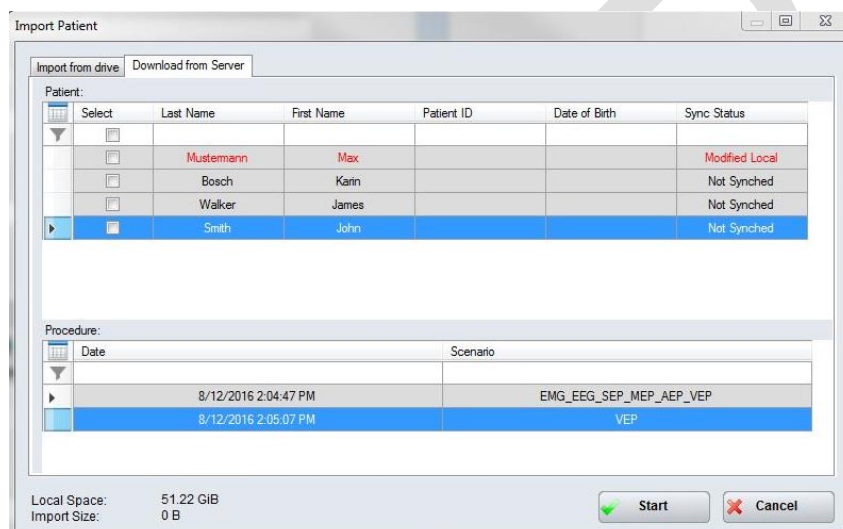 Import Patient
Import from drive Download from Server
Patient:
Select Last Name First Name Patient ID Date of Birth Sync Status
Mustermann Max Modified Local
Bosch Karin Not Synched
Walker James Not Synched
Smith John Not Synched
Procedure:
Date Scenario
8/12/2016 2:04:47 PM EMG_EEG_SEP_MEP_AEP_VEP
8/12/2016 2:05:07 PM VEP
Local Space: 51.22 GiB
Import Size: 0 B
Start Cancel